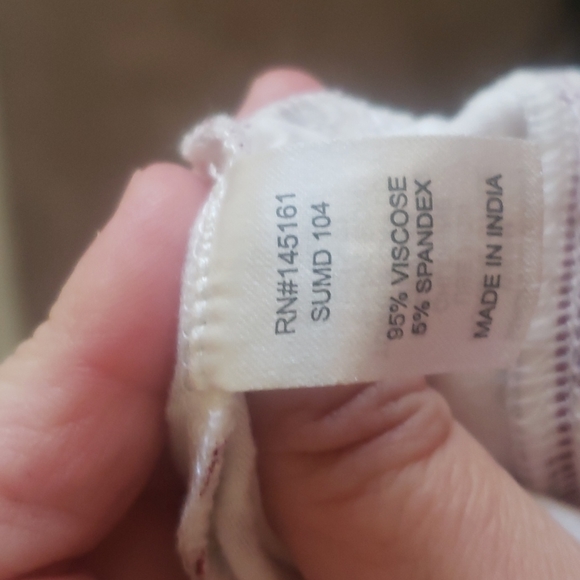 RN#145161
SUMD 104
95% VISCOSE
5% SPANDEX
MADE IN INDIA